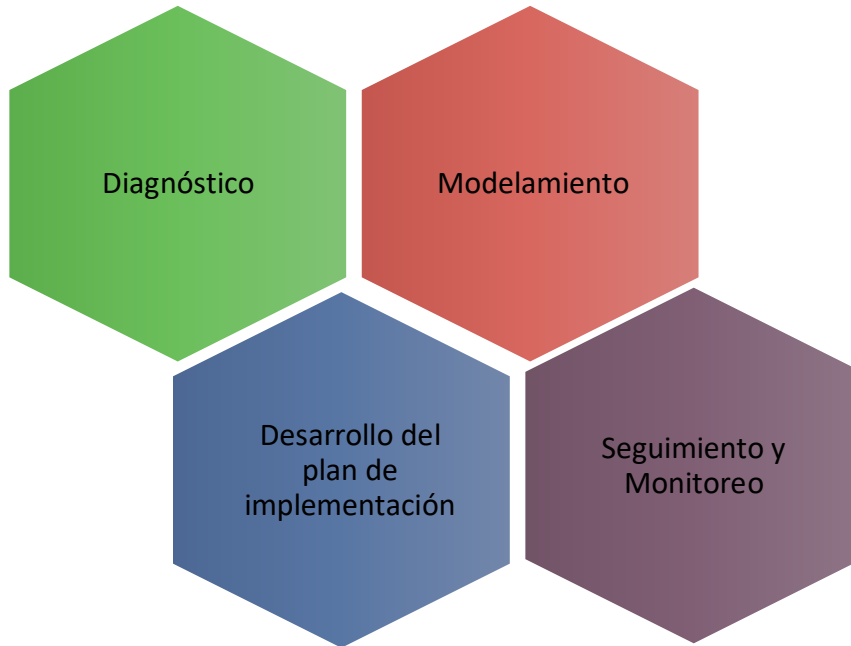 Diagnóstico
Modelamiento
Desarrollo del
plan de
implementación
Seguimiento y
Monitoreo